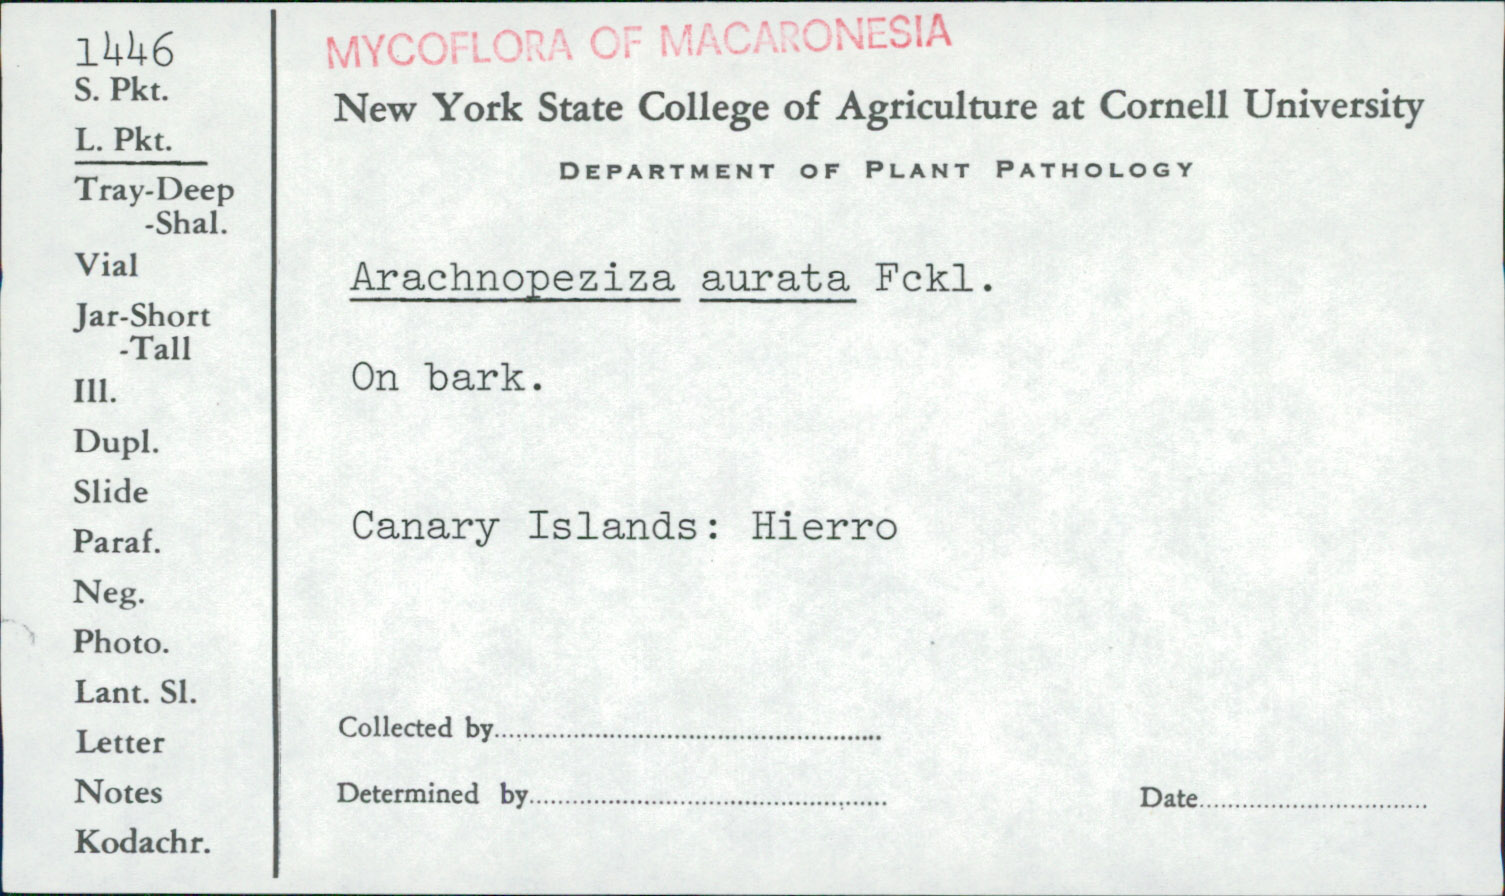 1446
S. Pkt.
L. Pkt.
Tray-Deep
-Shal.
Vial
Jar-Short
-Tall
Ill.
Dupl.
Slide
Paraf.
Neg.
Photo.
Lant. Sl.
Letter
Notes
Kodachr.
MYCOFLORA OF MACARONESIA
New York State College of Agriculture at Cornell University
DEPARTMENT OF PLANT PATHOLOGY
Arachnopeziza aurata Fckl.
On bark.
Canary Islands: Hierro
Collected by
Determined by
Date